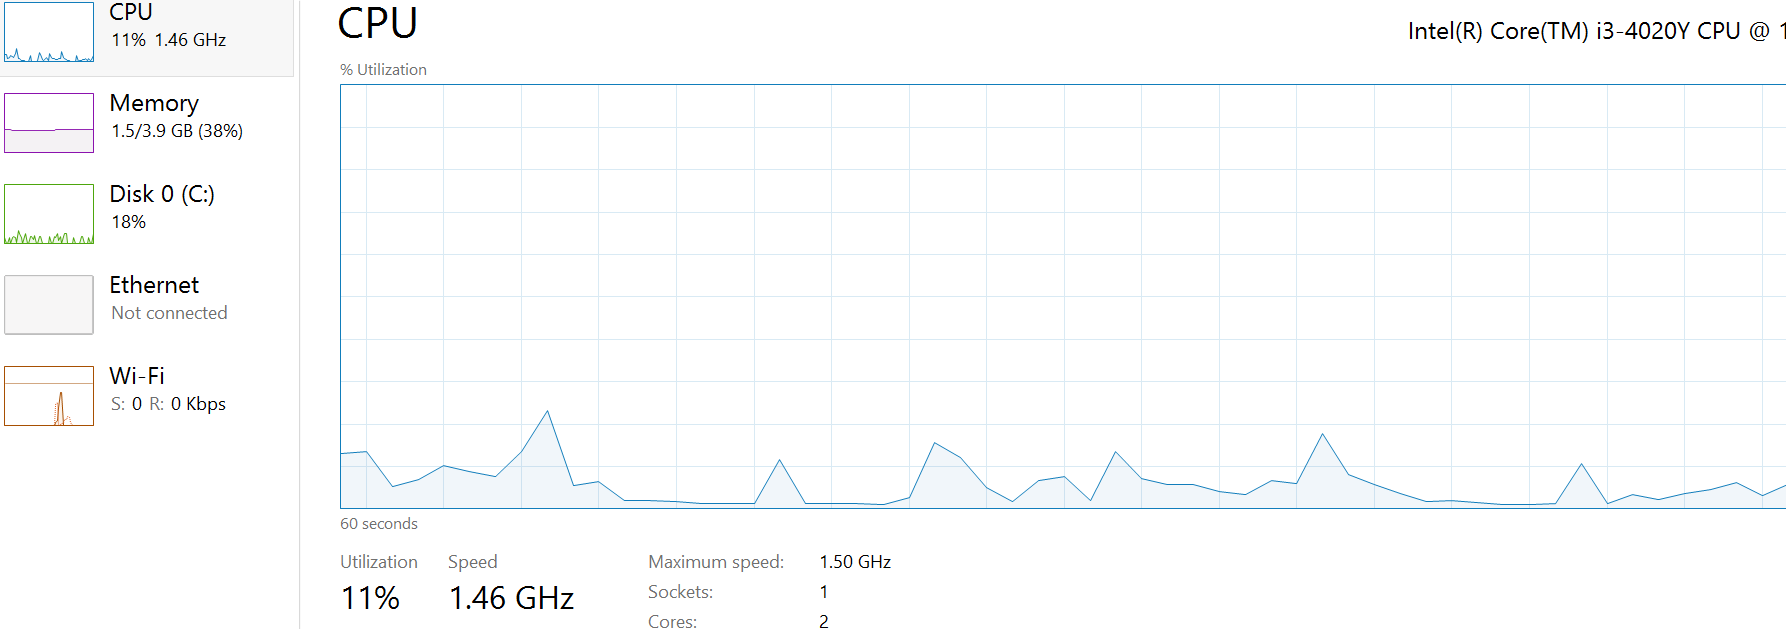 CPU
11% 1.46 GHz
Memory
1.5/3.9 GB (38%)
Disk 0 (C:)
18%
Ethernet
Not connected
Wi-Fi
S: 0 R: 0 Kbps
CPU
Intel(R) Core(TM) i3-4020Y CPU @ 1
% Utilization
60 seconds
Utilization
11%
Speed
1.46 GHz
Maximum speed: 1.50 GHz
Sockets: 1
Cores: 2